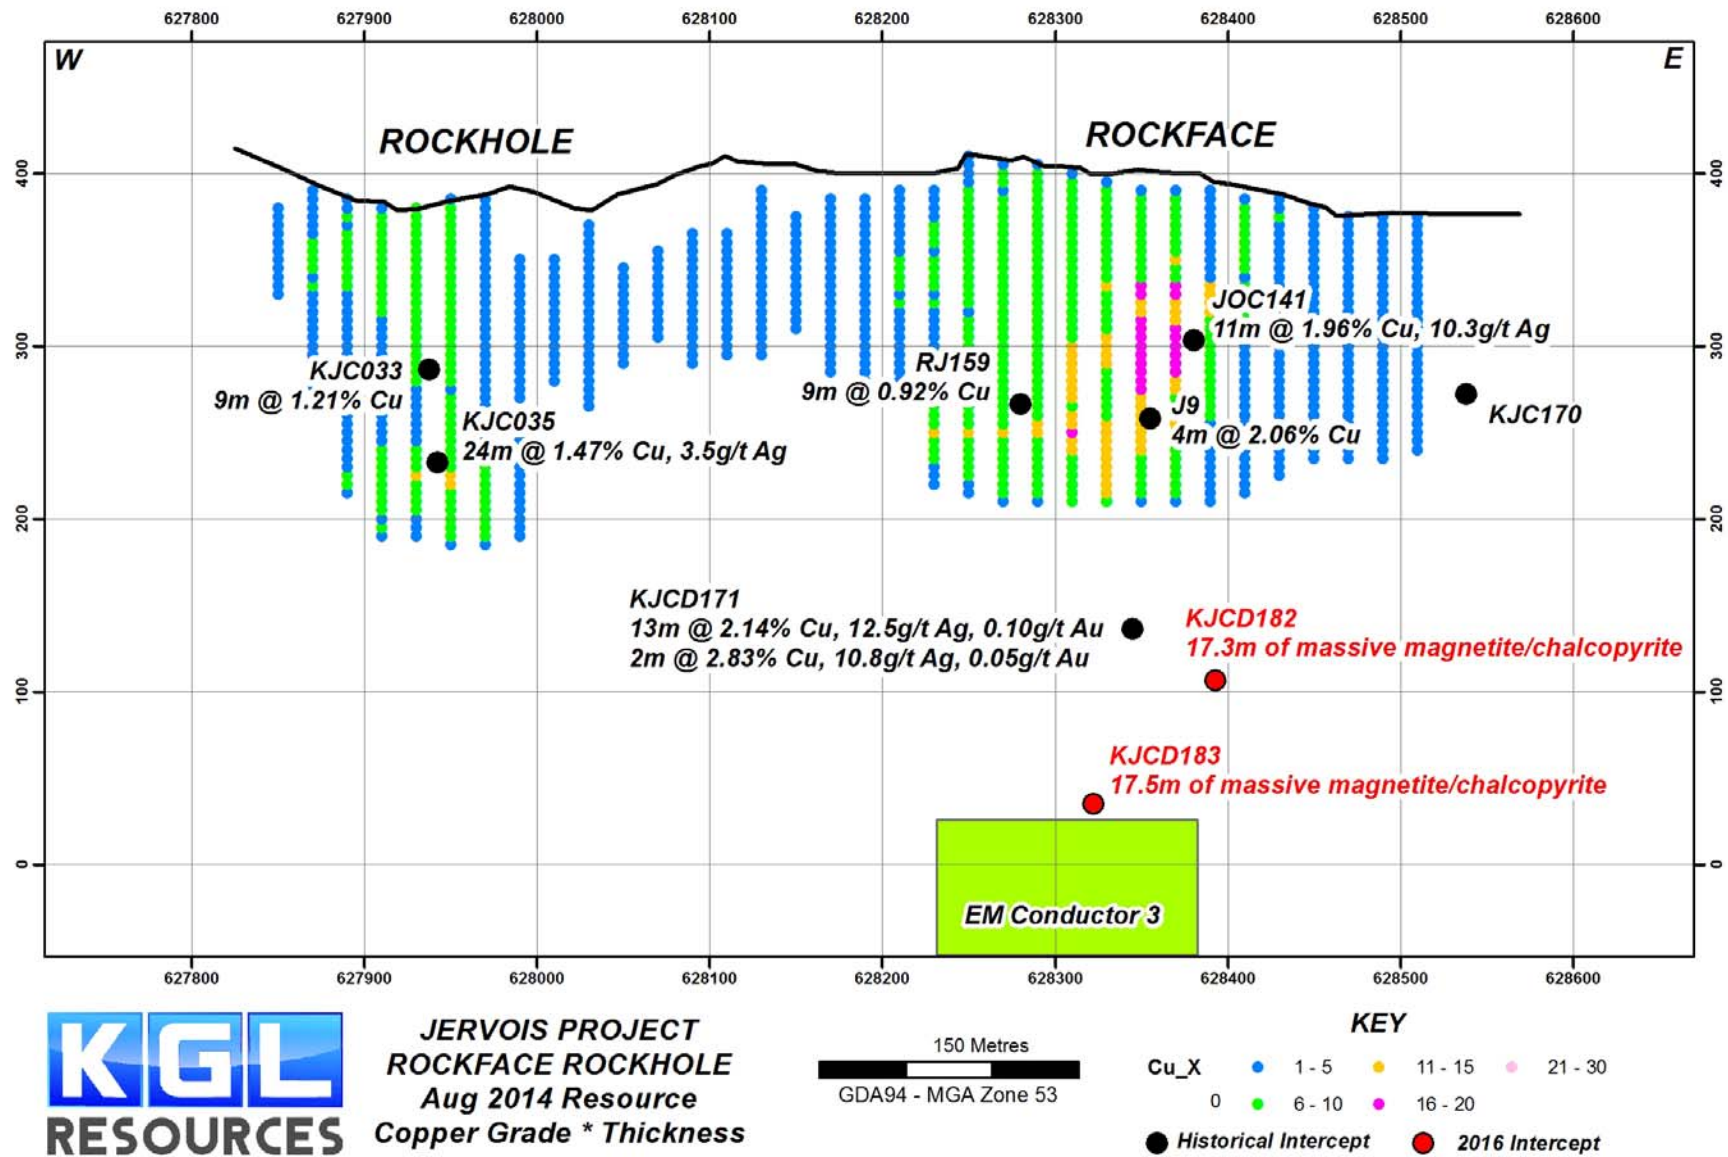 627800 627900 628000 628100 628200 628300 628400 628500 628600
W E
ROCKHOLE ROCKFACE
400 400
JOC141
11m @ 1.96% Cu, 10.3g/t Ag
300 300
RJ159
9m @ 0.92% Cu
KJC033
9m @ 1.21% Cu
J9
4m @ 2.06% Cu
KJC170
KJC035
24m @ 1.47% Cu, 3.5g/t Ag
200 200
KJCD171
13m @ 2.14% Cu, 12.5g/t Ag, 0.10g/t Au
2m @ 2.83% Cu, 10.8g/t Ag, 0.05g/t Au
KJCD182
17.3m of massive magnetite/chalcopyrite
100 100
KJCD183
17.5m of massive magnetite/chalcopyrite
0 0
EM Conductor 3
627800 627900 628000 628100 628200 628300 628400 628500 628600
KGL
RESOURCES
JERVOIS PROJECT
ROCKFACE ROCKHOLE
Aug 2014 Resource
Copper Grade * Thickness
150 Metres
GDA94 - MGA Zone 53
KEY
Cu_X 1 - 5 11 - 15 21 - 30
0 6 - 10 16 - 20
Historical Intercept 2016 Intercept